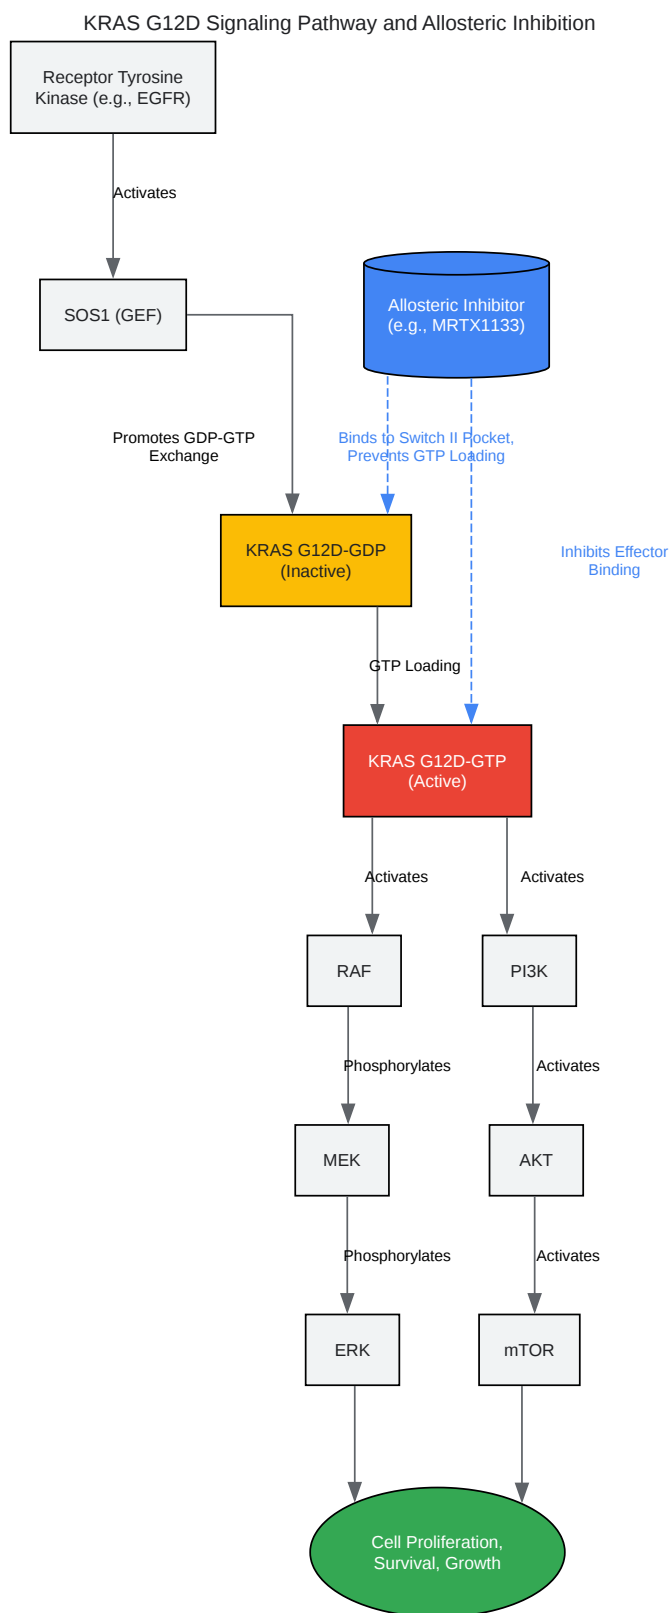 KRAS G12D Signaling Pathway and Allosteric Inhibition
Receptor Tyrosine
Kinase (e.g., EGFR)
Activates
SOS1 (GEF)
Allosteric Inhibitor
(e.g., MRTX1133)
Promotes GDP-GTP
Exchange
Binds to Switch II Pocket,
Prevents GTP Loading
KRAS G12D-GDP
(Inactive)
Inhibits Effector
Binding
GTP Loading
KRAS G12D-GTP
(Active)
Activates
Activates
RAF
PI3K
Phosphorylates
Activates
MEK
AKT
Phosphorylates
Activates
ERK
mTOR
Cell Proliferation,
Survival, Growth